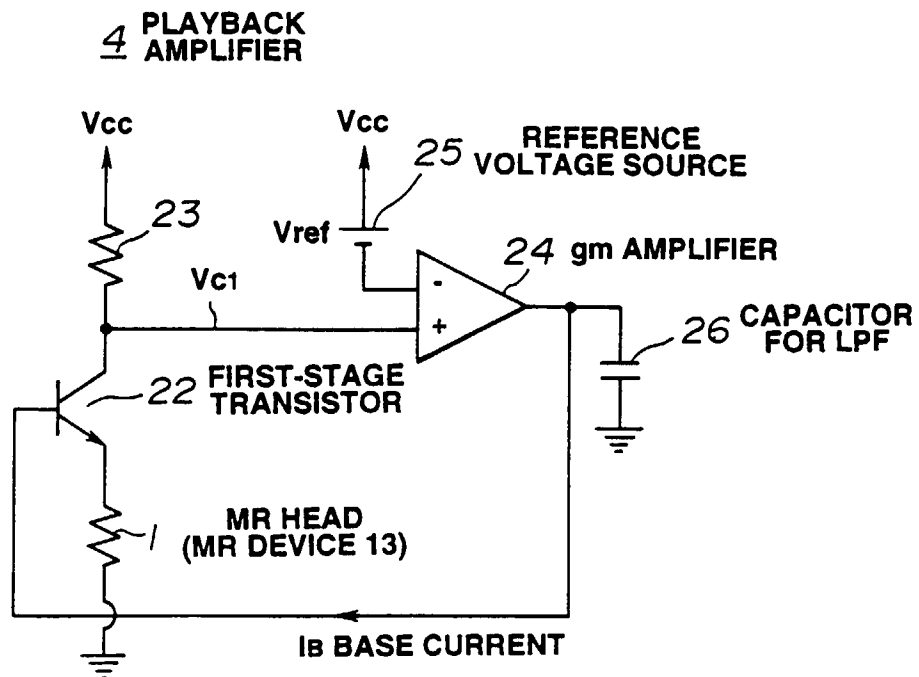 4 PLAYBACK
AMPLIFIER
Vcc
Vcc
25 REFERENCE
VOLTAGE SOURCE
23
Vref
24 gm AMPLIFIER
Vc1
-
+
26 CAPACITOR
FOR LPF
22 FIRST-STAGE
TRANSISTOR
1 MR HEAD
(MR DEVICE 13)
IB BASE CURRENT